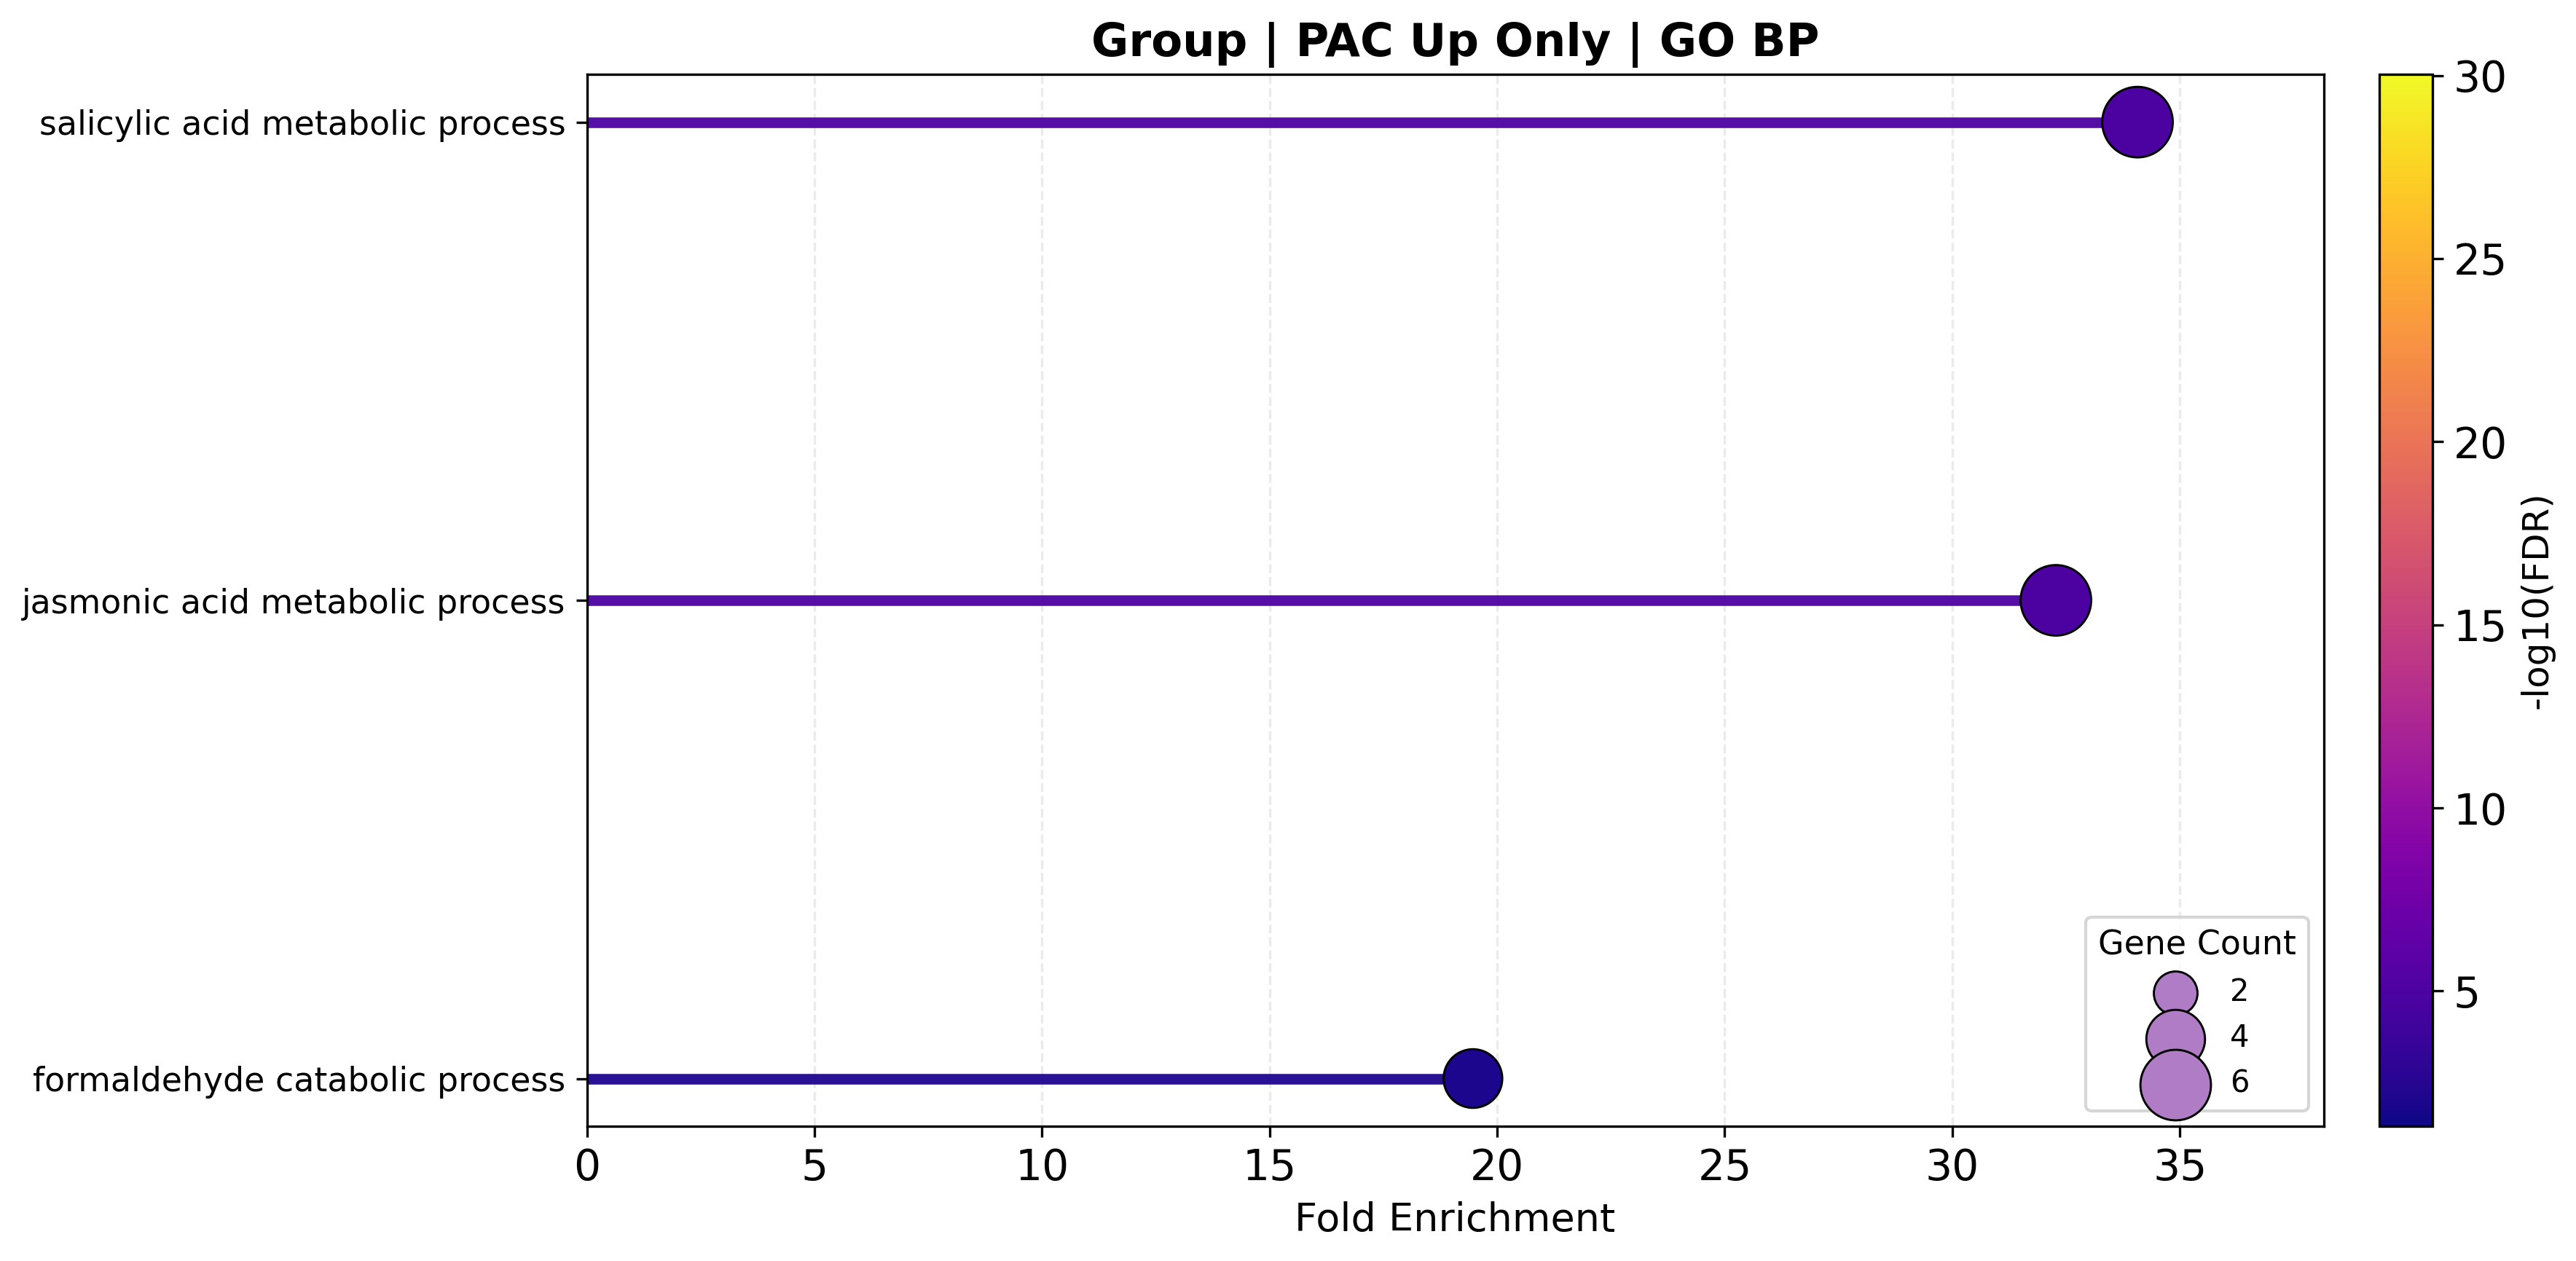 Group | PAC Up Only | GO BP
salicylic acid metabolic process
jasmonic acid metabolic process
formaldehyde catabolic process
0 5 10 15 20 25 30 35
Fold Enrichment
Gene Count
2
4
6
30
25
20
15
10
5
-log10(FDR)